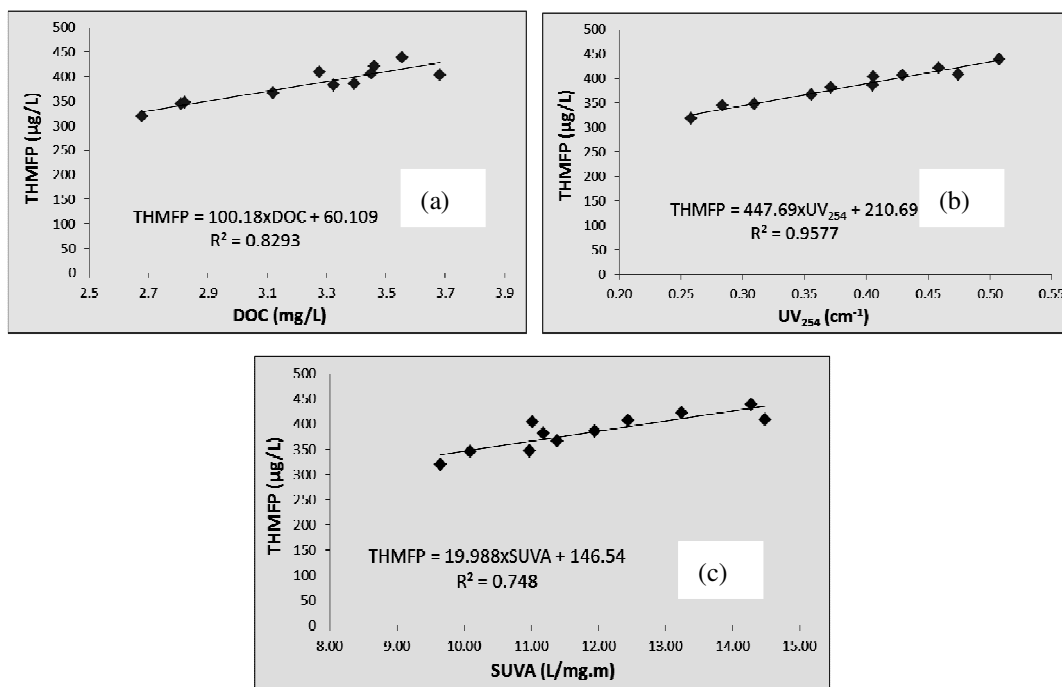 500
450
400
350
300
250
200
150
100
50
0
THMFP (µg/L)
THMFP = 100.18xDOC + 60.109
R² = 0.8293
(a)
2.5 2.7 2.9 3.1 3.3 3.5 3.7 3.9
DOC (mg/L)
500
450
400
350
300
250
200
150
100
50
0
THMFP (µg/L)
THMFP = 447.69xUV₂₅₄ + 210.69
R² = 0.9577
(b)
0.20 0.25 0.30 0.35 0.40 0.45 0.50 0.55
UV₂₅₄ (cm⁻¹)
500
450
400
350
300
250
200
150
100
50
0
THMFP (µg/L)
THMFP = 19.988xSUVA + 146.54
R² = 0.748
(c)
8.00 9.00 10.00 11.00 12.00 13.00 14.00 15.00
SUVA (L/mg.m)